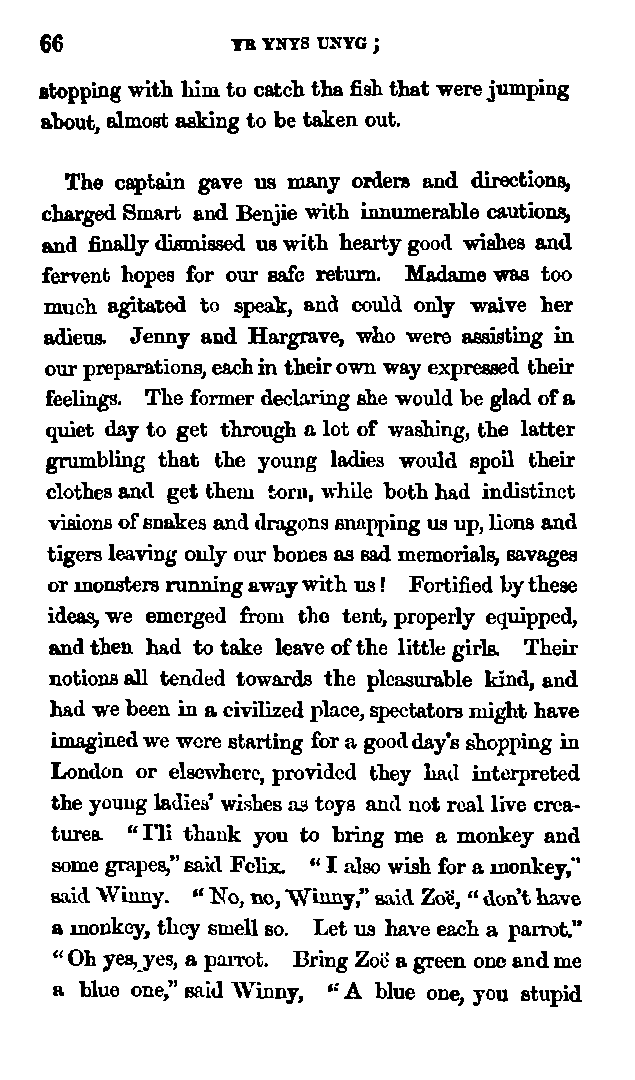 66 YR YNYS UNYG ;
stopping with him to catch tha fish that were jumping
about, almost asking to be taken out.
The captain gave us many orders and directions,
charged Smart and Benjie with innumerable cautions,
and finally dismissed us with hearty good wishes and
fervent hopes for our safe return. Madame was too
much agitated to speak, and could only waive her
adieus. Jenny and Hargrave, who were assisting in
our preparations, each in their own way expressed their
feelings. The former declaring she would be glad of a
quiet day to get through a lot of washing, the latter
grumbling that the young ladies would spoil their
clothes and get them torn, while both had indistinct
visions of snakes and dragons snapping us up, lions and
tigers leaving only our bones as sad memorials, savages
or monsters running away with us! Fortified by these
ideas, we emerged from the tent, properly equipped,
and then had to take leave of the little girls. Their
notions all tended towards the pleasurable kind, and
had we been in a civilized place, spectators might have
imagined we were starting for a good day's shopping in
London or elsewhere, provided they had interpreted
the young ladies' wishes as toys and not real live crea-
tures. "I'll thank you to bring me a monkey and
some grapes," said Felix. "I also wish for a monkey,"
said Winny. "No, no, Winny," said Zoë, "don't have
a monkey, they smell so. Let us have each a parrot."
"Oh yes, yes, a parrot. Bring Zoë a green one and me
a blue one," said Winny, "A blue one, you stupid